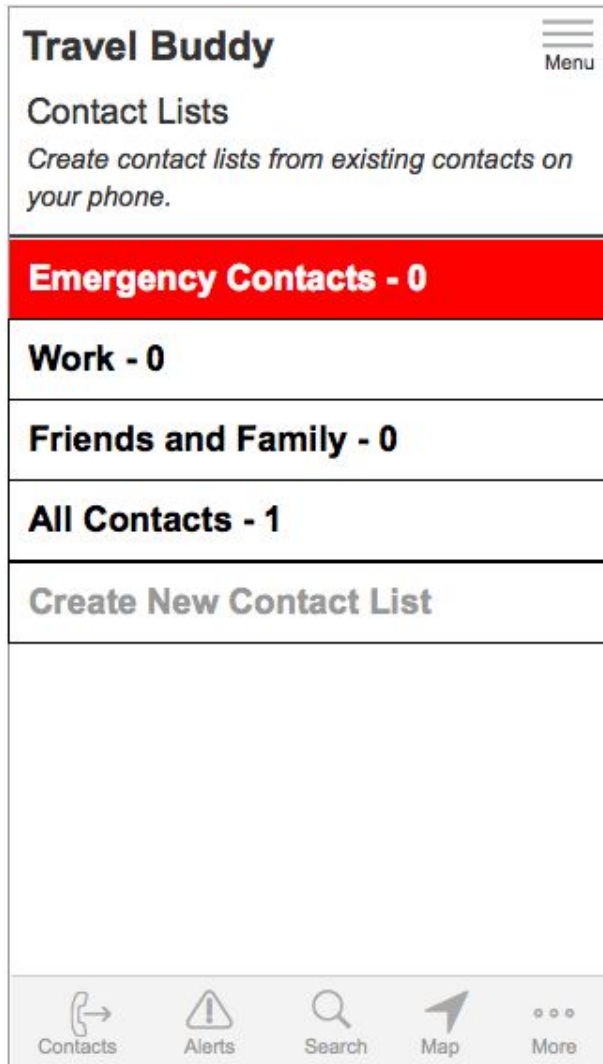 Travel Buddy
Menu
Contact Lists
Create contact lists from existing contacts on
your phone.
Emergency Contacts - 0
Work - 0
Friends and Family - 0
All Contacts - 1
Create New Contact List
Contacts
Alerts
Search
Map
More